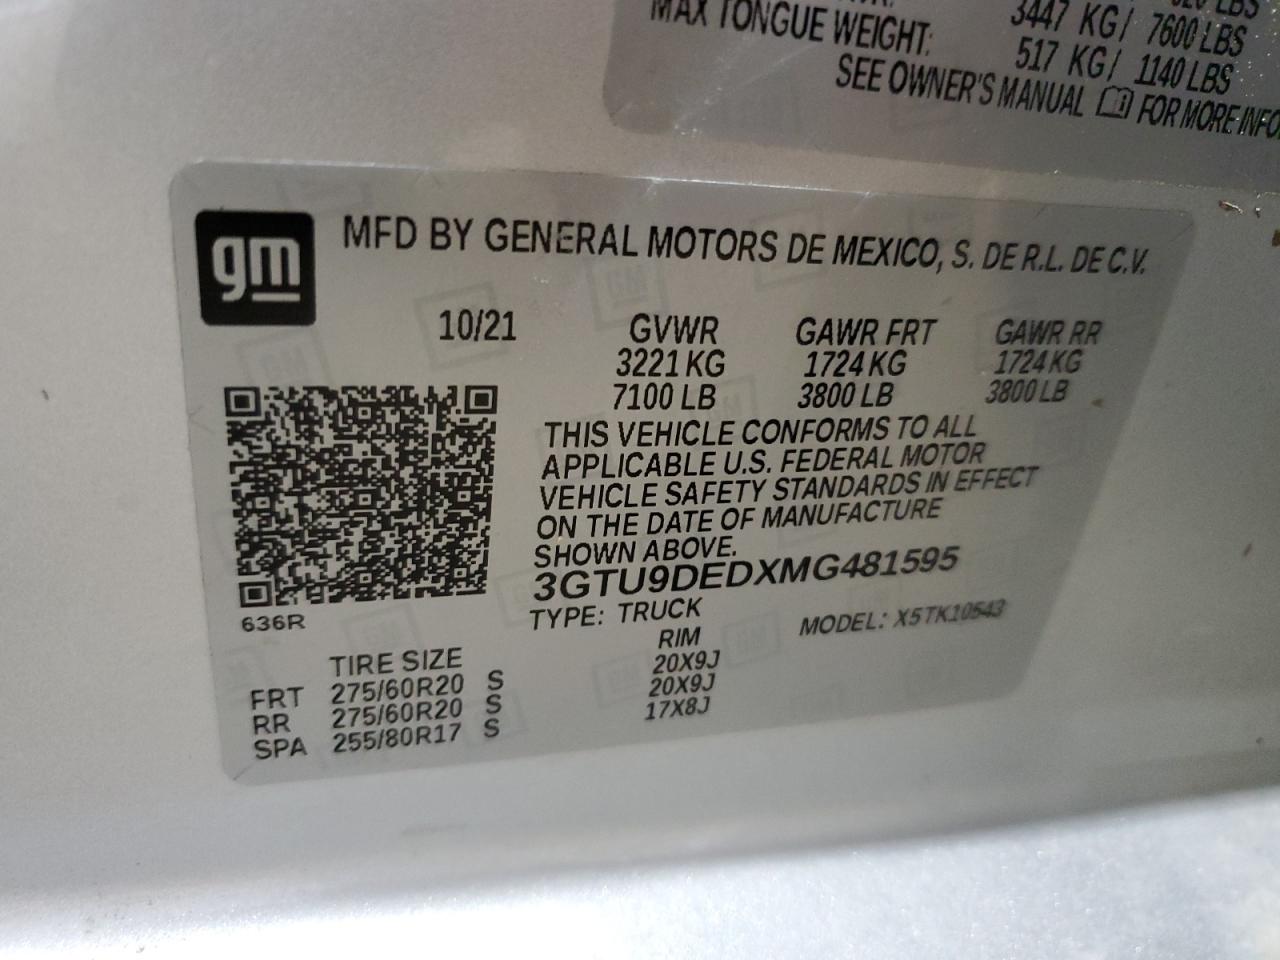 LBS
3447 KG/ 7600 LBS
MAX TONGUE WEIGHT: 517 KG/ 1140 LBS
SEE OWNER'S MANUAL FOR MORE INFO
gm
MFD BY GENERAL MOTORS DE MEXICO, S. DE R.L. DE C.V.
10/21 GVWR GAWR FRT GAWR RR
3221 KG 1724 KG 1724 KG
7100 LB 3800 LB 3800 LB
THIS VEHICLE CONFORMS TO ALL
APPLICABLE U.S. FEDERAL MOTOR
VEHICLE SAFETY STANDARDS IN EFFECT
ON THE DATE OF MANUFACTURE
SHOWN ABOVE.
3GTU9DEDXMG481595
636R
TYPE: TRUCK MODEL: X5TK10543
TIRE SIZE RIM
FRT 275/60R20 S 20X9J
RR 275/60R20 S 20X9J
SPA 255/80R17 S 17X8J